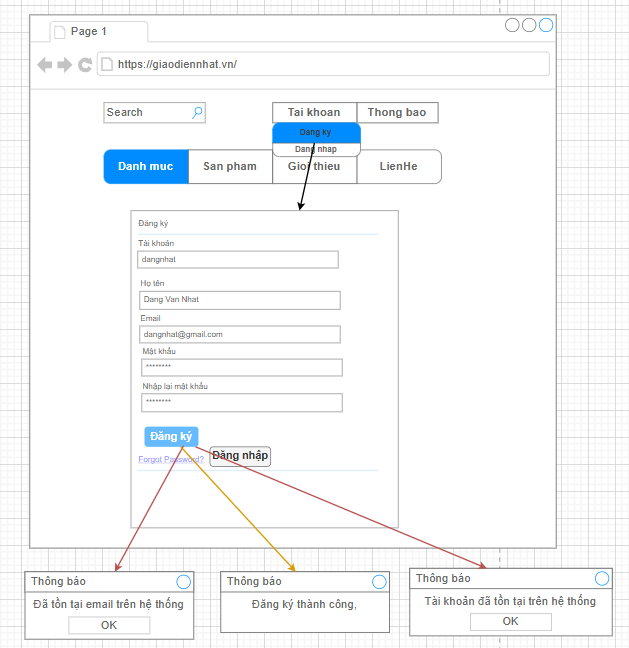 Page 1
https://giaodiennhat.vn/
Search
Tai khoan
Thong bao
Dang ky
Dang nhap
Danh muc
San pham
Gioi thieu
LienHe
Đăng ký
Tài khoản
dangnhat
Họ tên
Dang Van Nhat
Email
dangnhat@gmail.com
Mật khẩu
********
Nhập lại mật khẩu
********
Đăng ký
Forgot Password?
Đăng nhập
Thông báo
Đã tồn tại email trên hệ thống
OK
Thông báo
Đăng ký thành công,
Thông báo
Tài khoản đã tồn tại trên hệ thống
OK